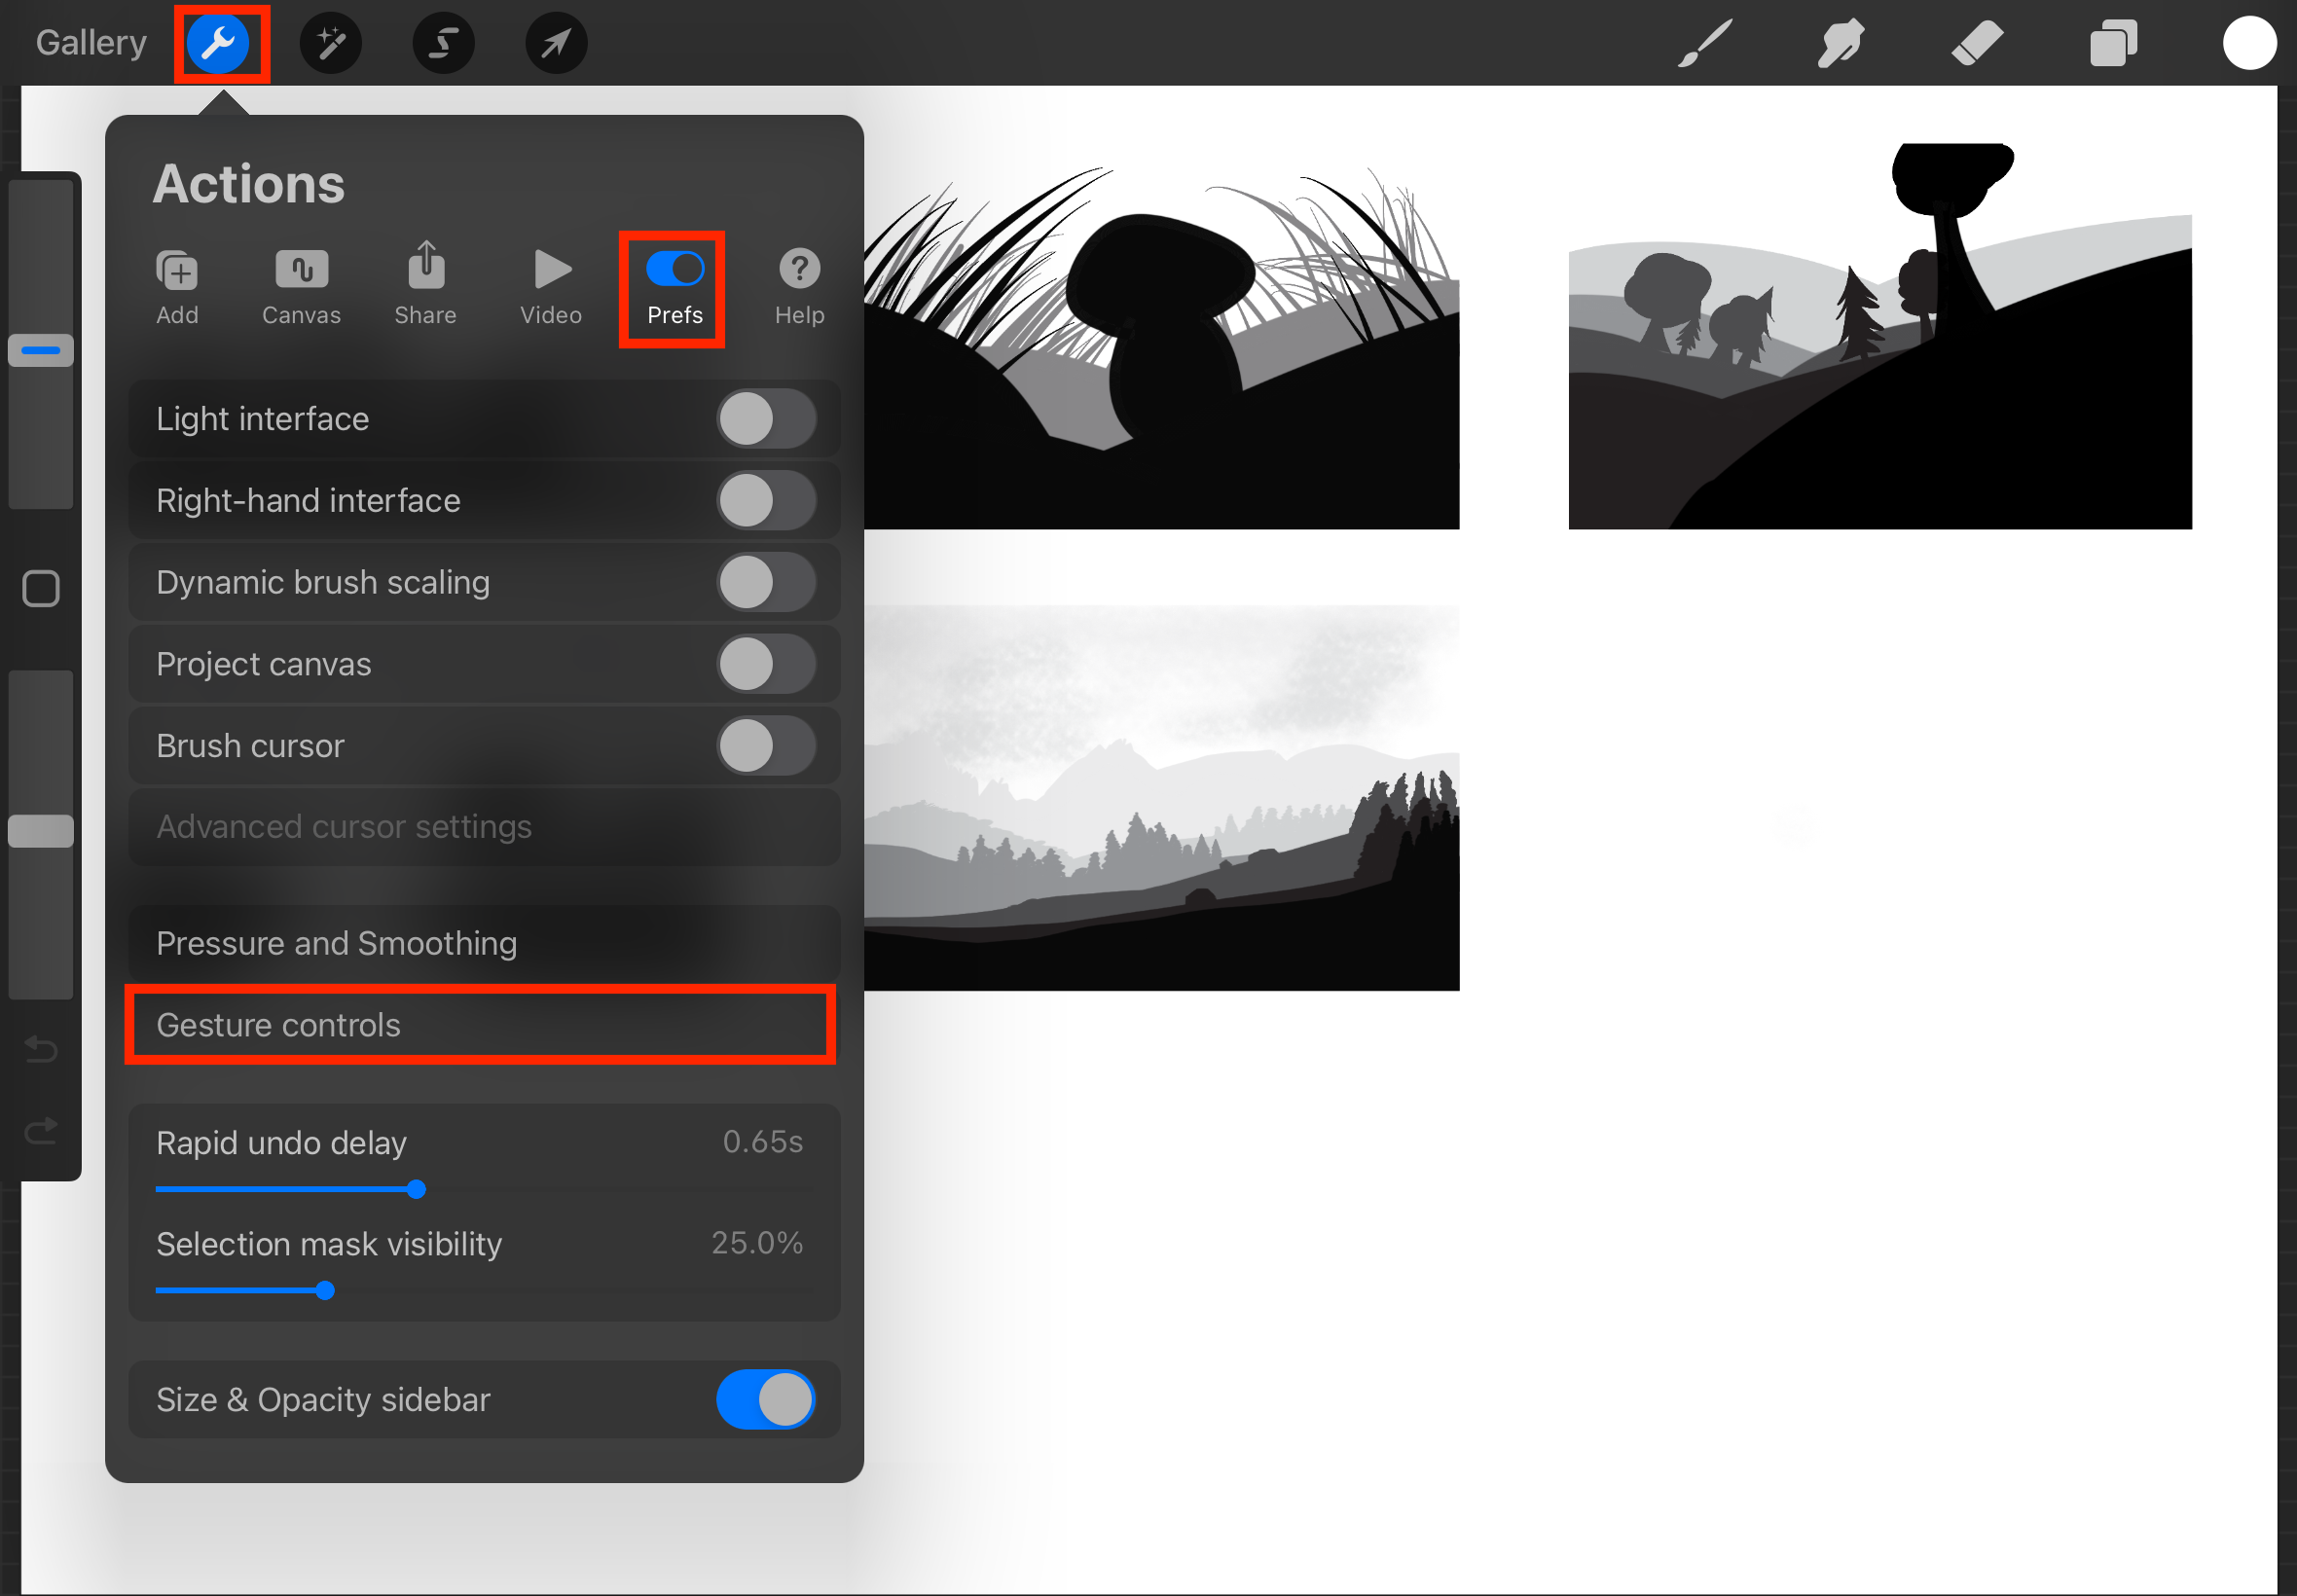 Gallery
Actions
Add Canvas Share Video Prefs Help
Light interface
Right-hand interface
Dynamic brush scaling
Project canvas
Brush cursor
Advanced cursor settings
Pressure and Smoothing
Gesture controls
Rapid undo delay 0.65s
Selection mask visibility 25.0%
Size & Opacity sidebar